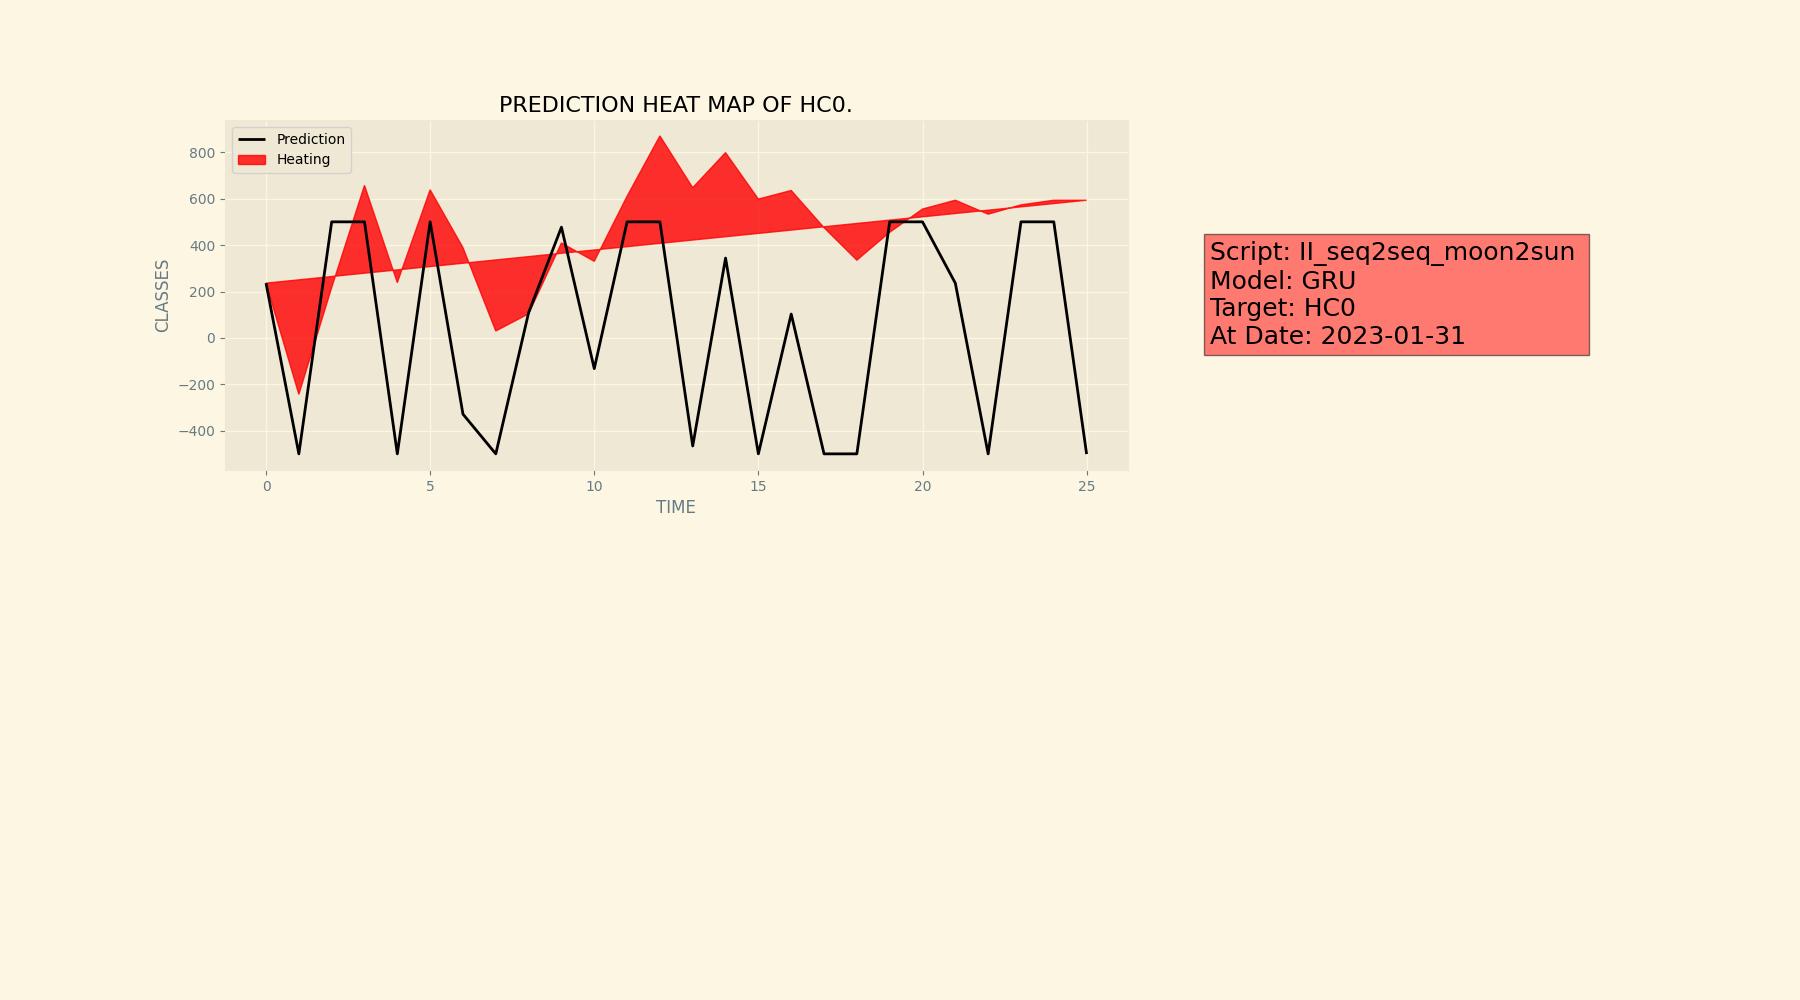 PREDICTION HEAT MAP OF HC0.
Prediction
Heating
800
600
400
200
0
−200
−400
CLASSES
0 5 10 15 20 25
TIME
Script: II_seq2seq_moon2sun
Model: GRU
Target: HC0
At Date: 2023-01-31